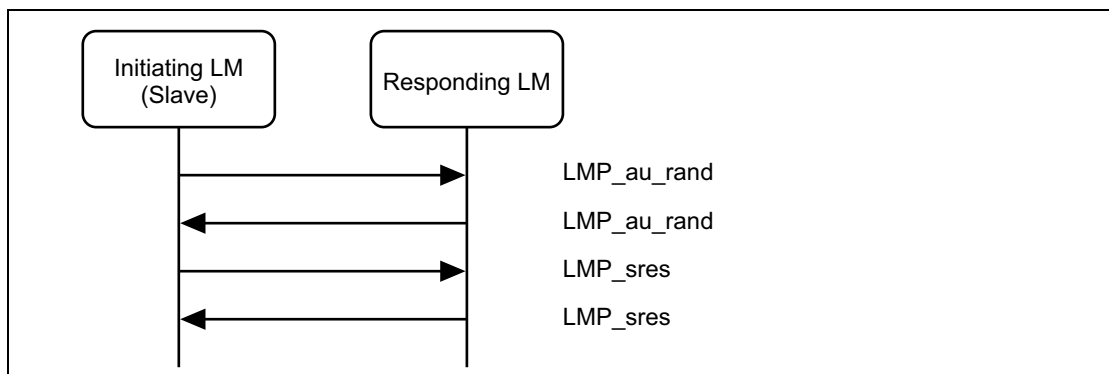 Initiating LM
(Slave)
Responding LM
LMP_au_rand
LMP_au_rand
LMP_sres
LMP_sres